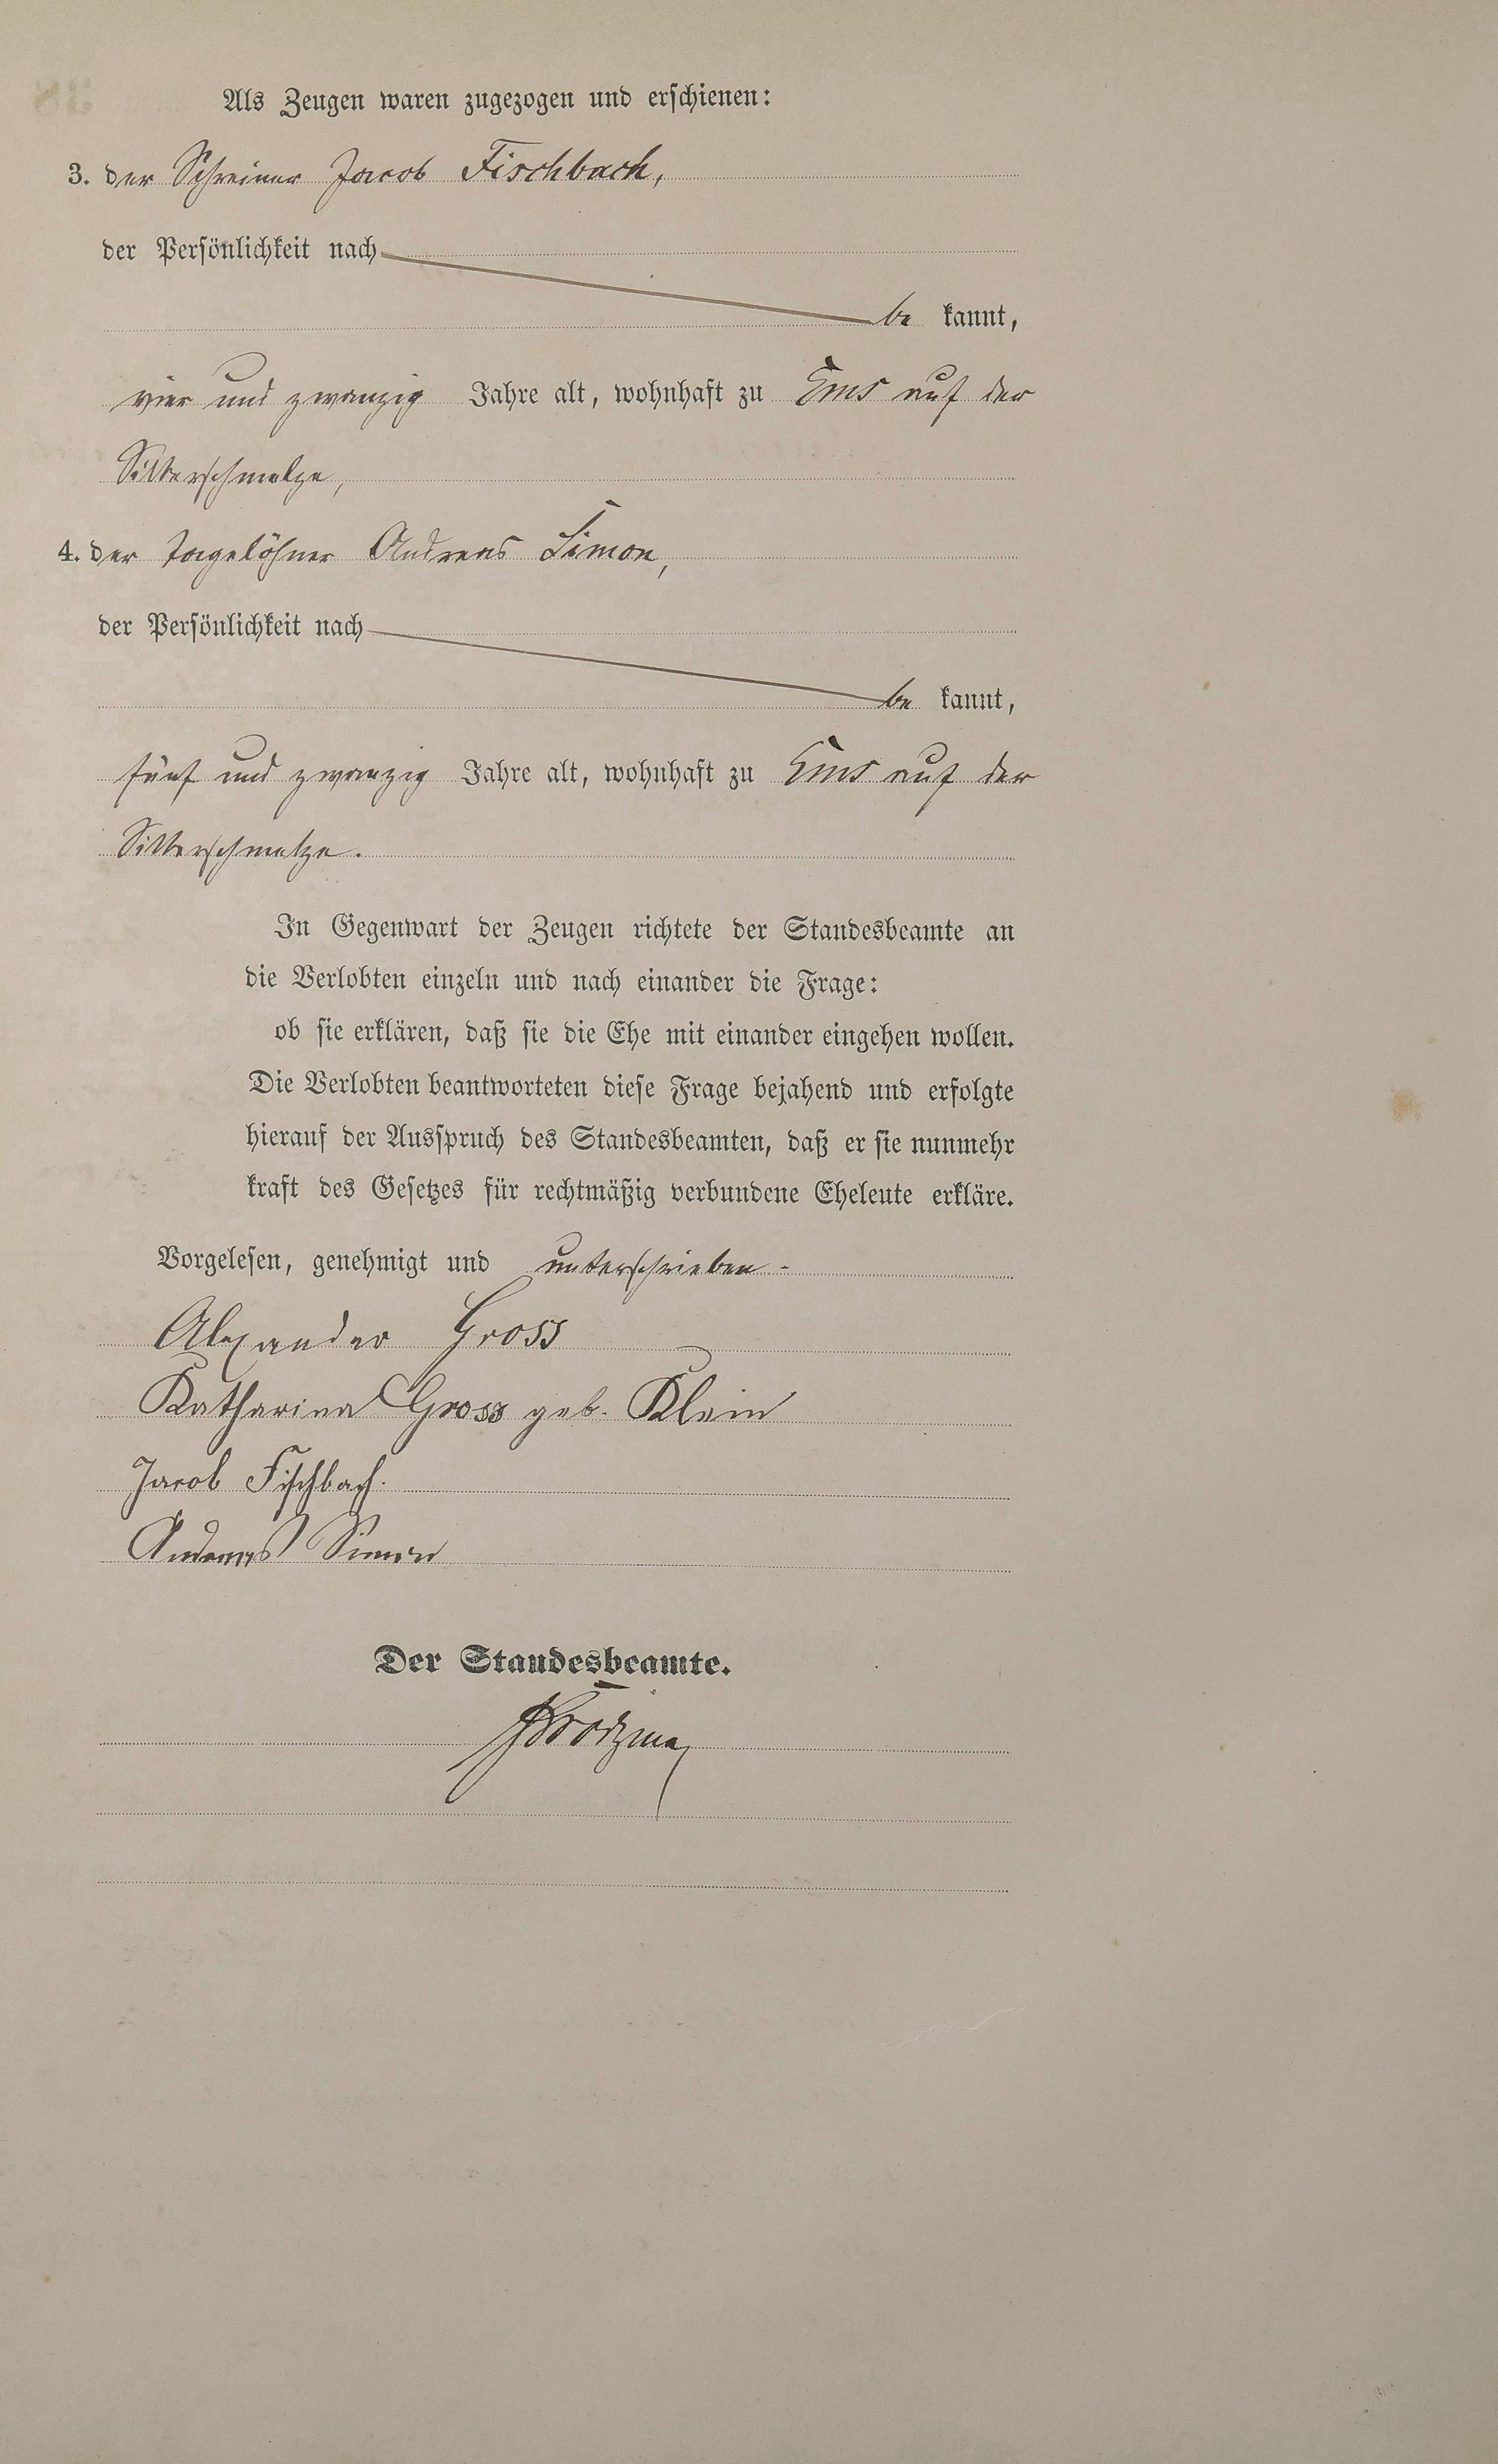 Als Zeugen waren zugezogen und erschienen:
3. der Schreiner Jacob Fischbach,
der Persönlichkeit nach
be kannt,
vier und zwanzig Jahre alt, wohnhaft zu Ems auf der
Silberschmelze,
4. der Tagelöhner Andreas Simon,
der Persönlichkeit nach
be kannt,
fünf und zwanzig Jahre alt, wohnhaft zu Ems auf der
Silberschmelze.
In Gegenwart der Zeugen richtete der Standesbeamte an
die Verlobten einzeln und nach einander die Frage:
ob sie erklären, daß sie die Ehe mit einander eingehen wollen.
Die Verlobten beantworteten diese Frage bejahend und erfolgte
hierauf der Ausspruch des Standesbeamten, daß er sie nunmehr
kraft des Gesetzes für rechtmäßig verbundene Eheleute erkläre.
Vorgelesen, genehmigt und unterschrieben.
Alexander Gross
Katharina Gross geb. Klein
Jacob Fischbach.
Andreas Simon
Der Standesbeamte.